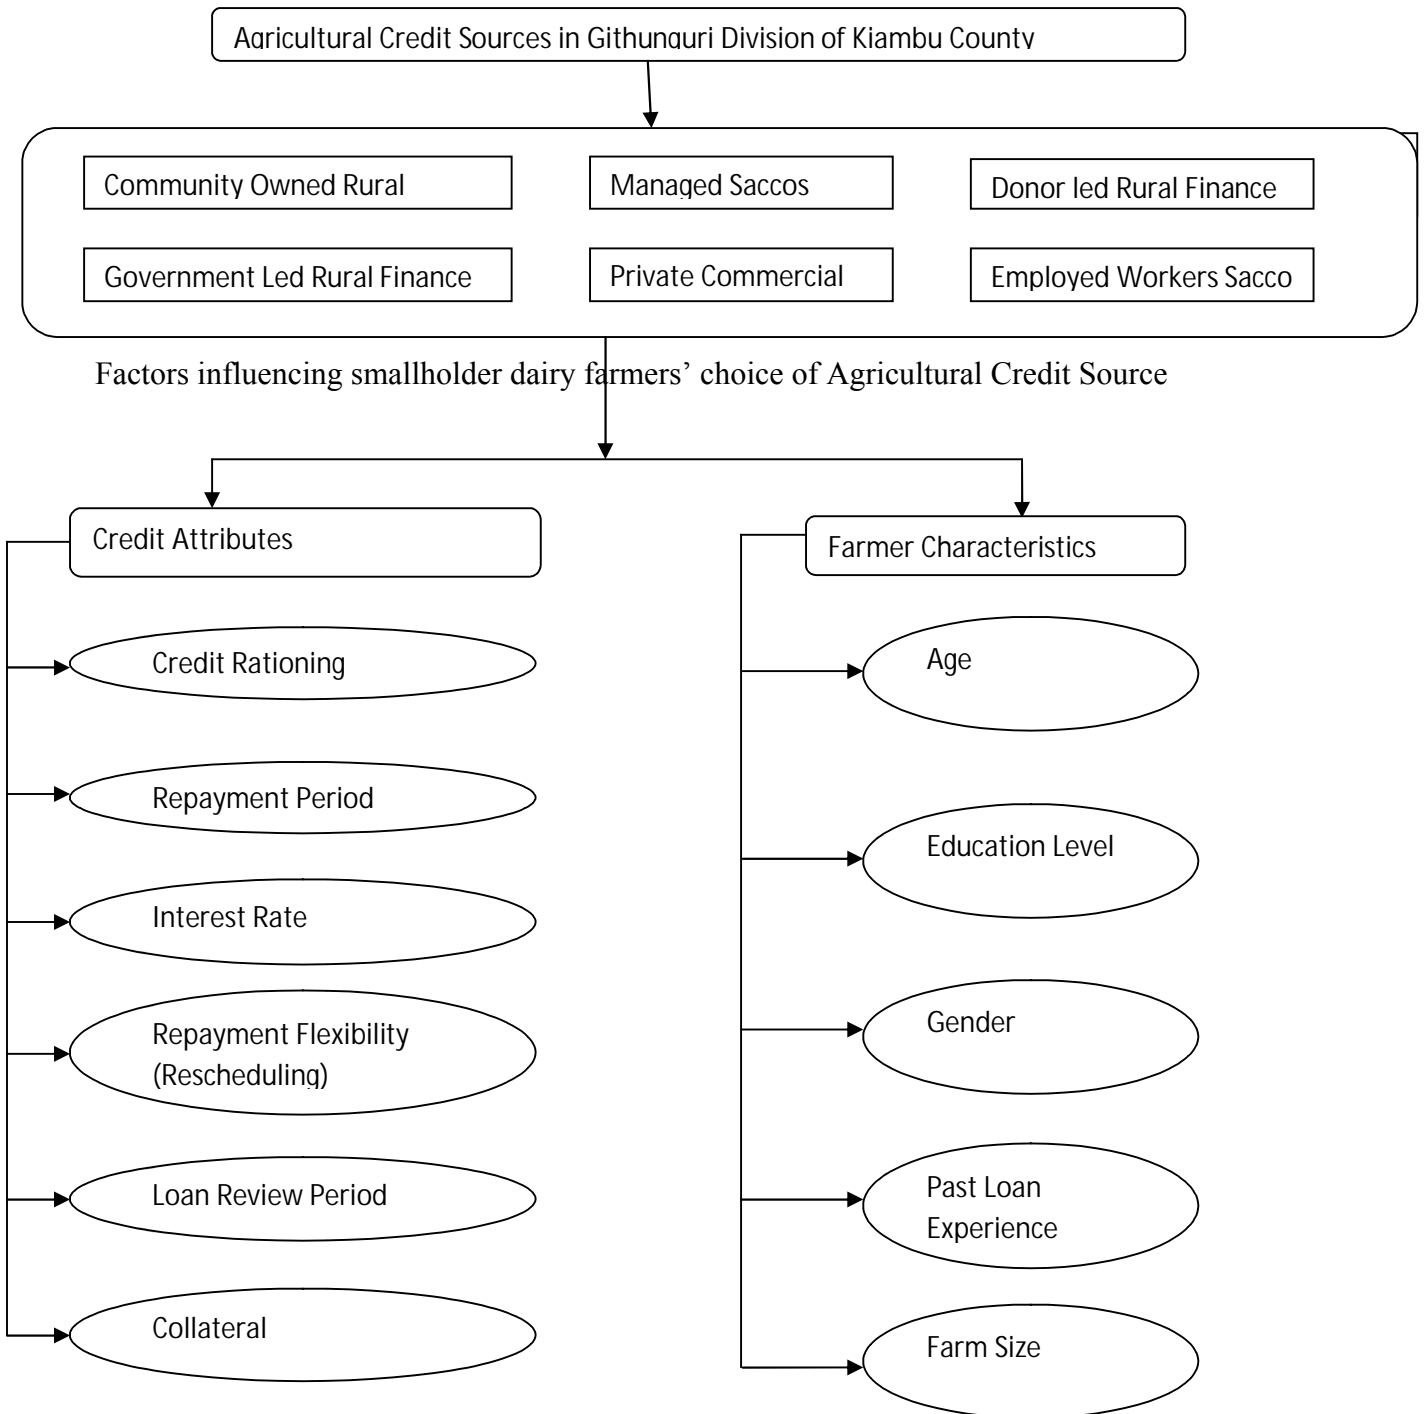 Agricultural Credit Sources in Githunguri Division of Kiambu County
Community Owned Rural
Managed Saccos
Donor led Rural Finance
Government Led Rural Finance
Private Commercial
Employed Workers Sacco
Factors influencing smallholder dairy farmers’ choice of Agricultural Credit Source
Credit Attributes
Credit Rationing
Repayment Period
Interest Rate
Repayment Flexibility
(Rescheduling)
Loan Review Period
Collateral
Farmer Characteristics
Age
Education Level
Gender
Past Loan
Experience
Farm Size